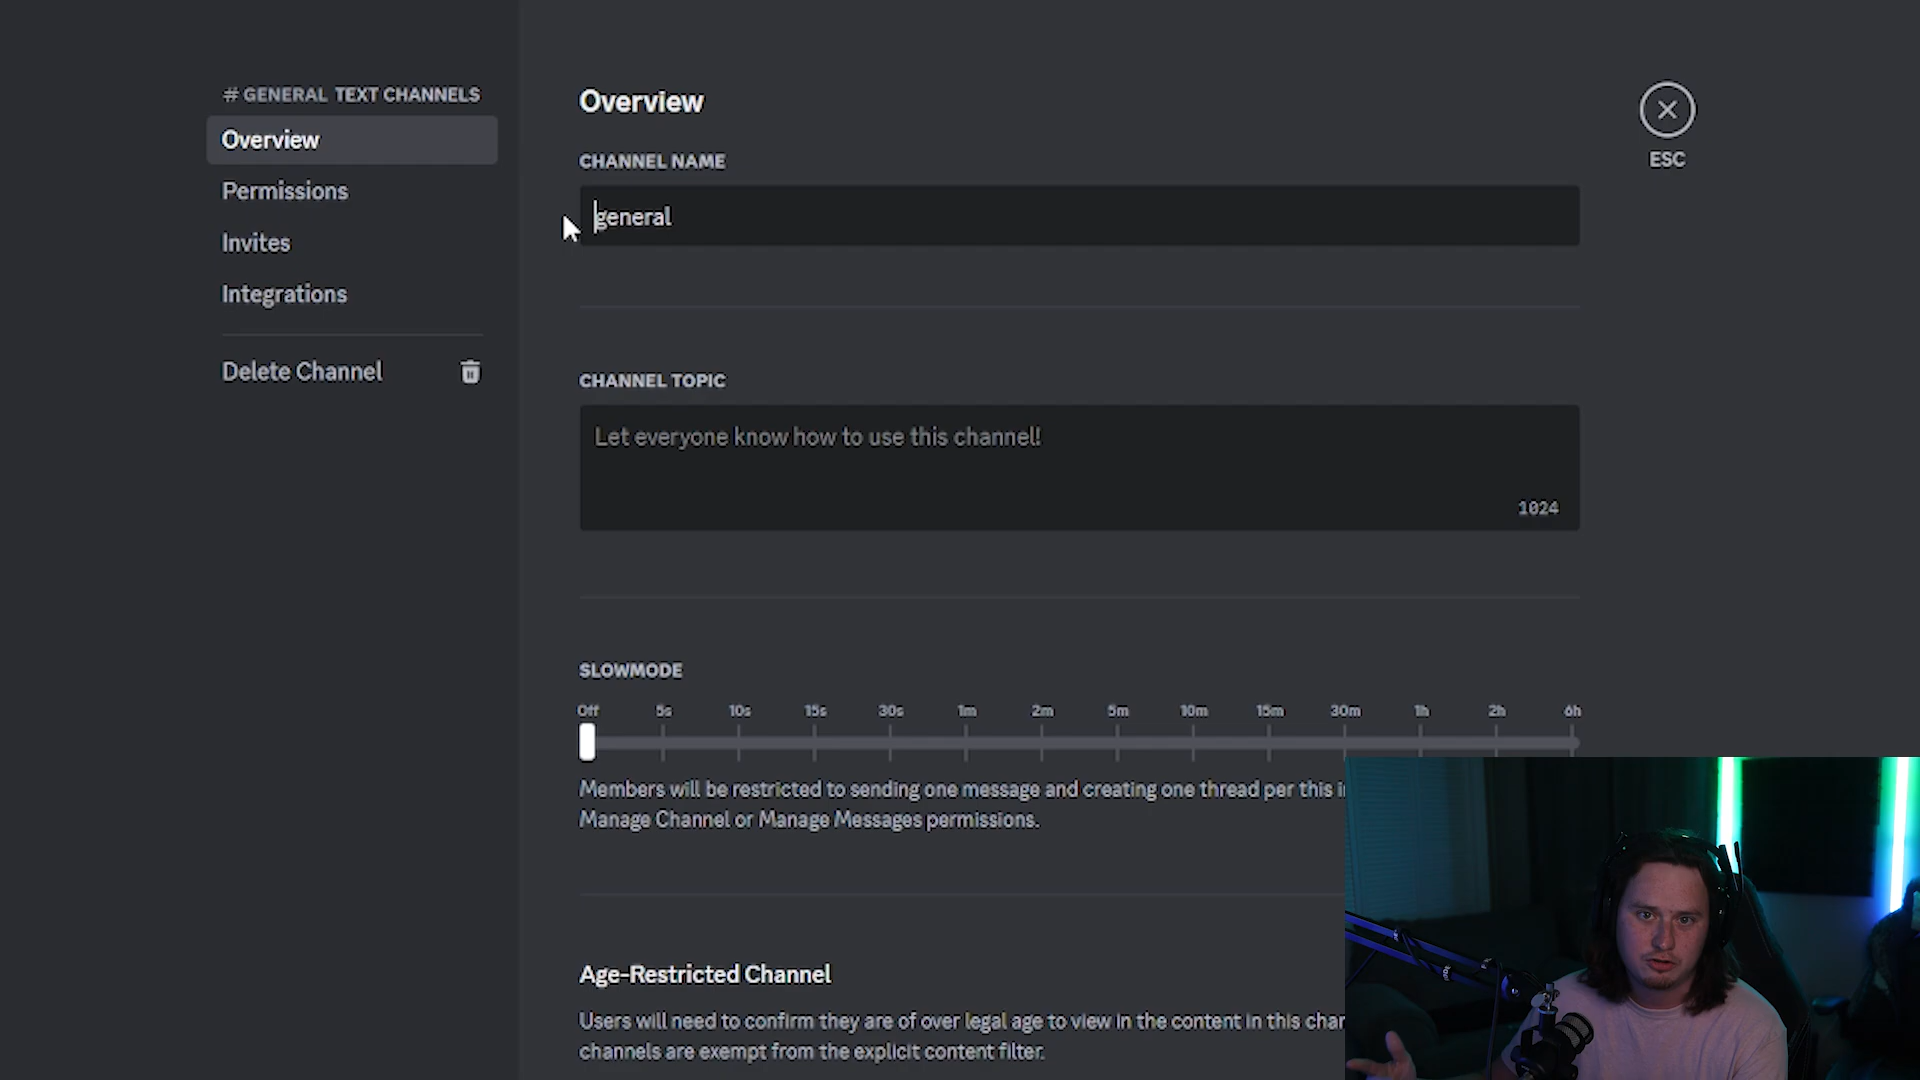 # GENERAL TEXT CHANNELS
Overview
Permissions
Invites
Integrations
Delete Channel
Overview
CHANNEL NAME
general
CHANNEL TOPIC
Let everyone know how to use this channel!
1024
SLOWMODE
Off 5s 10s 15s 30s 1m 2m 5m 10m 15m 30m 1h 2h 6h
Members will be restricted to sending one message and creating one thread per this
Manage Channel or Manage Messages permissions.
Age-Restricted Channel
Users will need to confirm they are of over legal age to view in the content in this
channels are exempt from the explicit content filter.
ESC